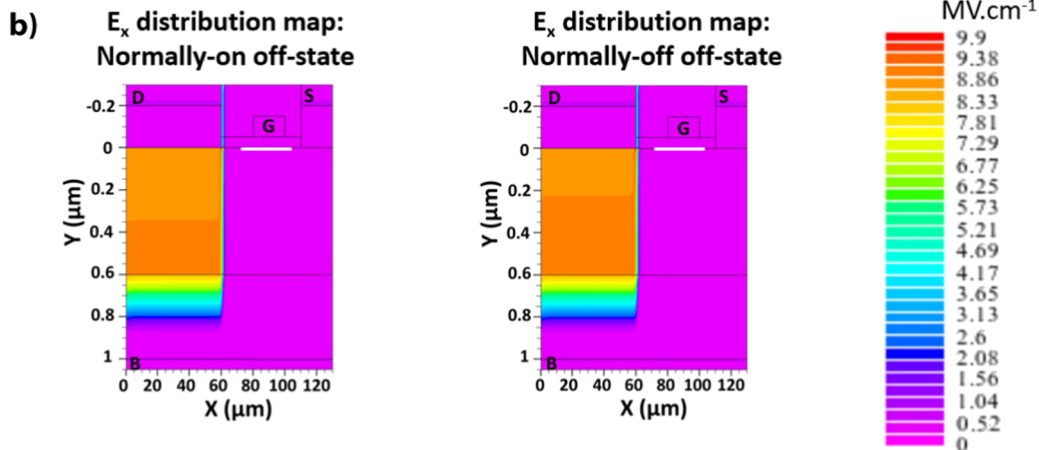 b)
Ex distribution map:
Normally-on off-state
Ex distribution map:
Normally-off off-state
MV.cm-1
9.9
9.38
8.86
8.33
7.81
7.29
6.77
6.25
5.73
5.21
4.69
4.17
3.65
3.13
2.6
2.08
1.56
1.04
0.52
0
D
S
G
B
-0.2
0
0.2
0.4
0.6
0.8
1
Y (μm)
0 20 40 60 80 100 120
X (μm)
D
S
G
B
-0.2
0
0.2
0.4
0.6
0.8
1
Y (μm)
0 20 40 60 80 100 120
X (μm)